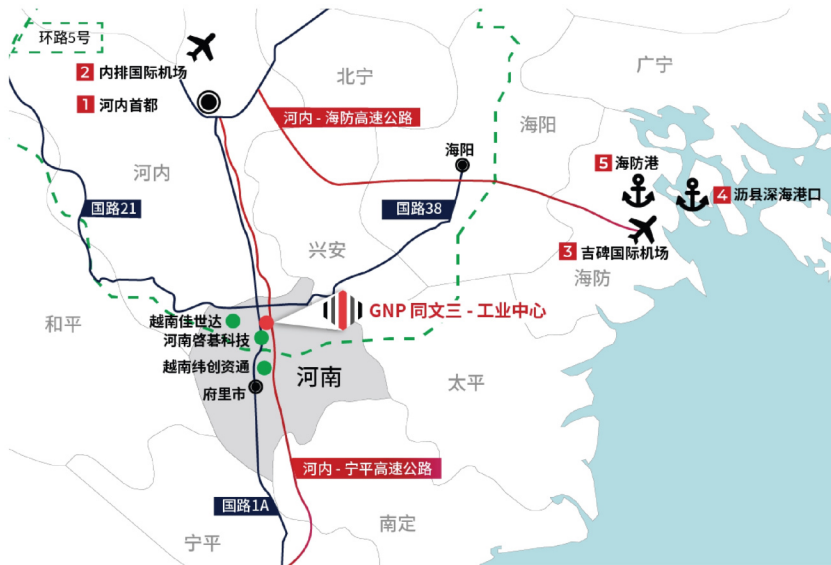 环路5号
2 内排国际机场
1 河内首都
北宁
广宁
河内 - 海防高速公路
海阳
海阳
5 海防港
4 沥县深海港口
河内
国路21
国路38
3 吉碑国际机场
兴安
海防
和平
越南佳世达
GNP 同文三 - 工业中心
河南啓碁科技
越南纬创资通
河南
太平
府里市
河内 - 宁平高速公路
国路1A
南定
宁平